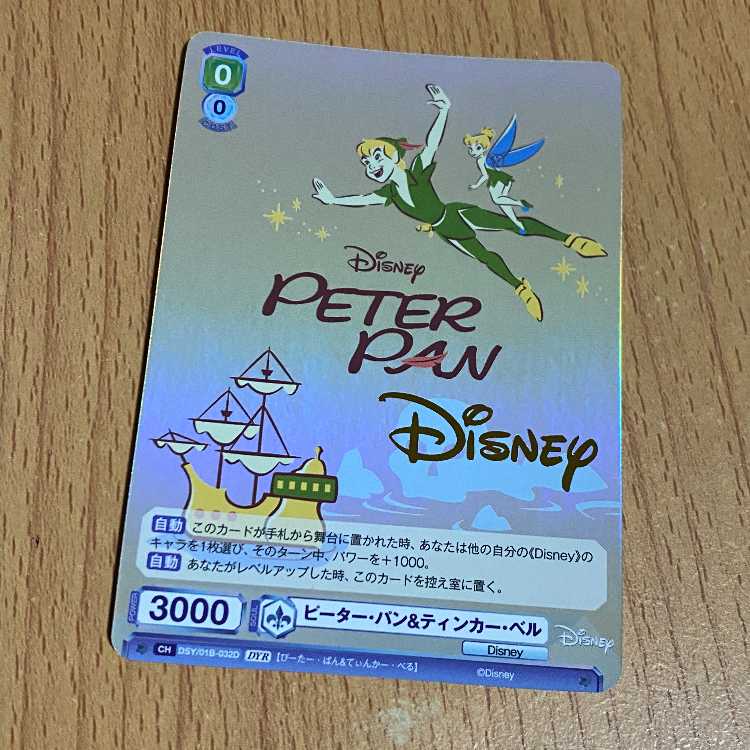 LEVEL
0
0
COST
Disney
PETER
PAN
Disney
自動 このカードが手札から舞台に置かれた時、あなたは他の自分の《Disney》の
キャラを1枚選び、そのターン中、パワーを+1000。
自動 あなたがレベルアップした時、このカードを控え室に置く。
POWER 3000 SOUL ピーター・パン&ティンカー・ベル Disney
Disney
CH DSY/01B-032D DYR 【ぴーたー・ぱん&てぃんかー・べる】 ©Disney